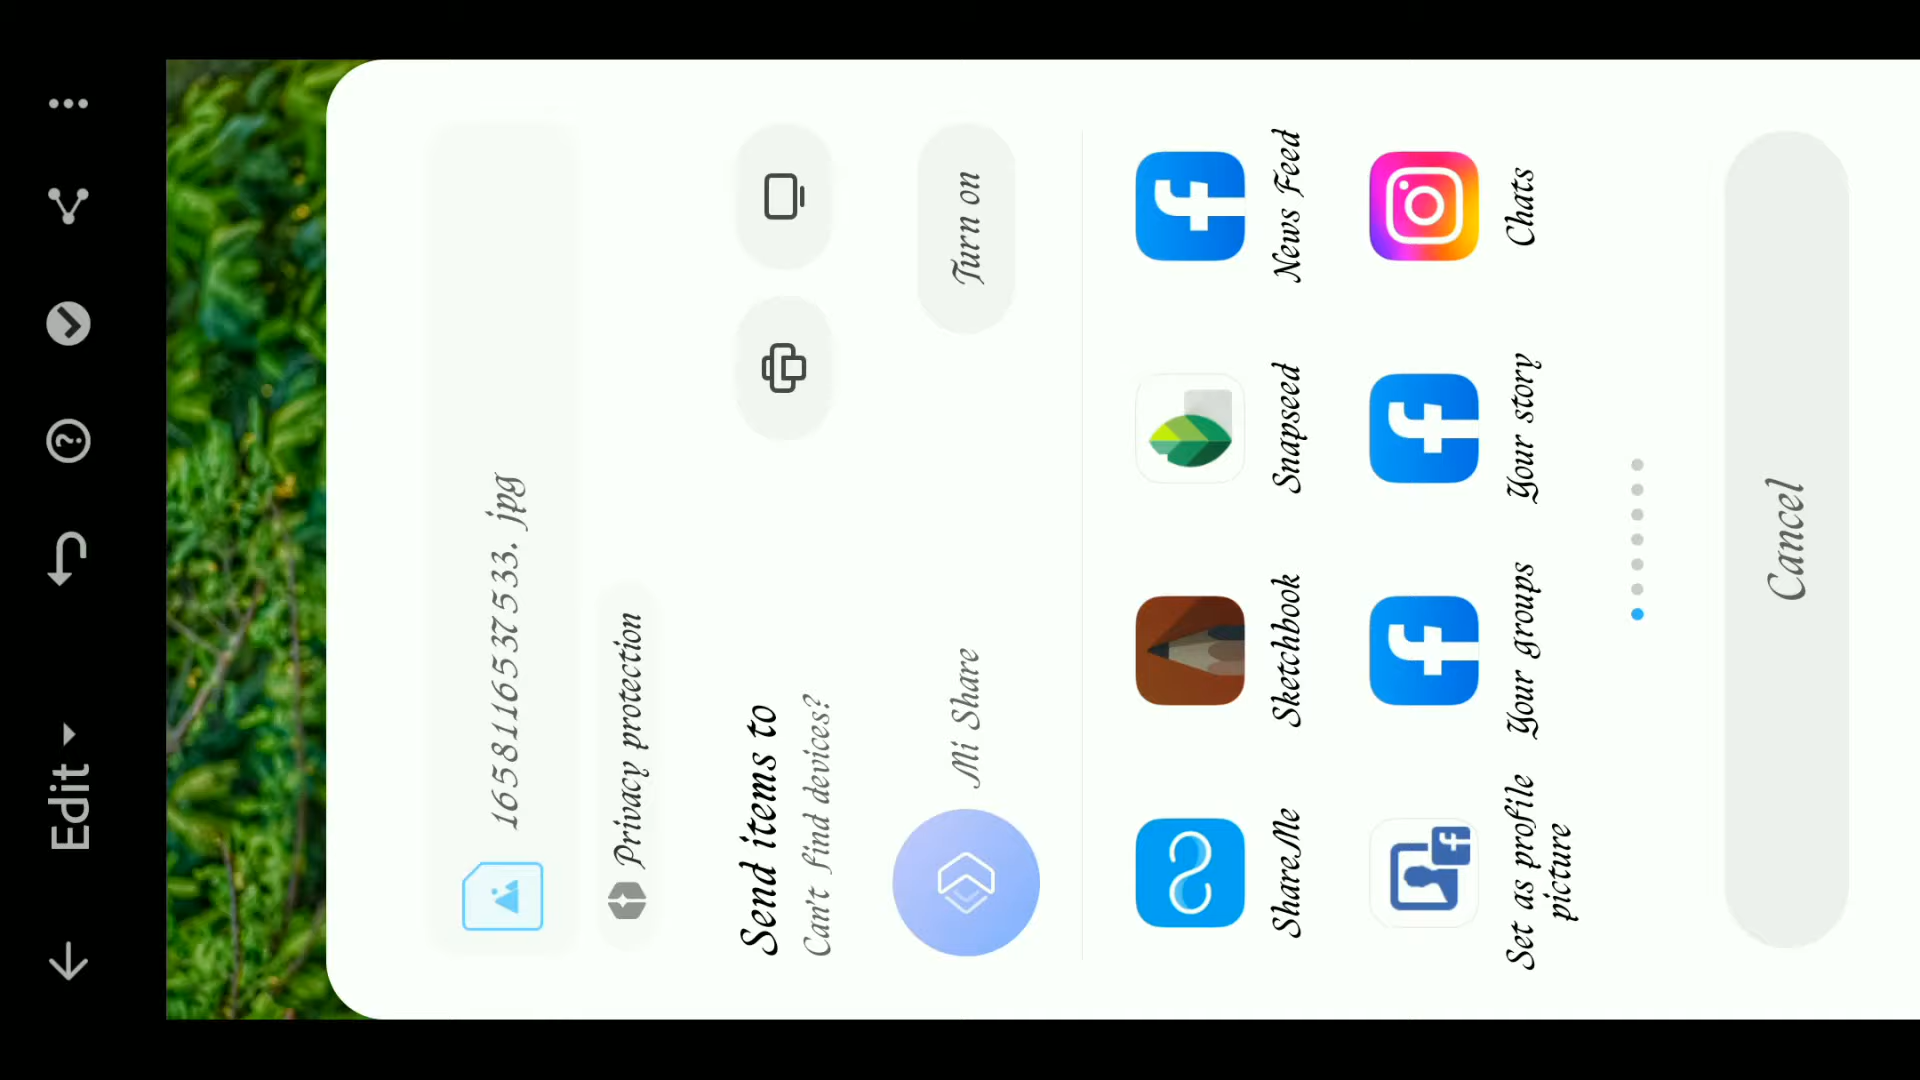 Edit
1658116537533.jpg
Privacy protection
Send items to
Can't find devices?
Mi Share
Turn on
ShareMe
Sketchbook
Snapseed
News Feed
Set as profile
picture
Your groups
Your story
Chats
Cancel